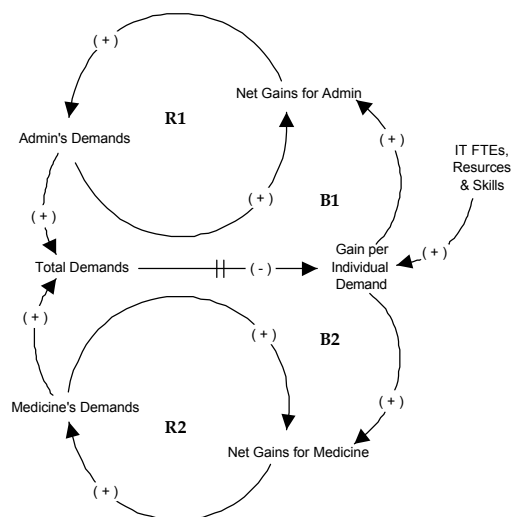 ( + )
Net Gains for Admin
R1
Admin's Demands
( + )
IT FTEs,
Resurces
& Skills
( + )
B1
( + )
( + )
Total Demands
( - )
Gain per
Individual
Demand
( + )
( + )
B2
( + )
Medicine's Demands
R2
Net Gains for Medicine
( + )
( + )